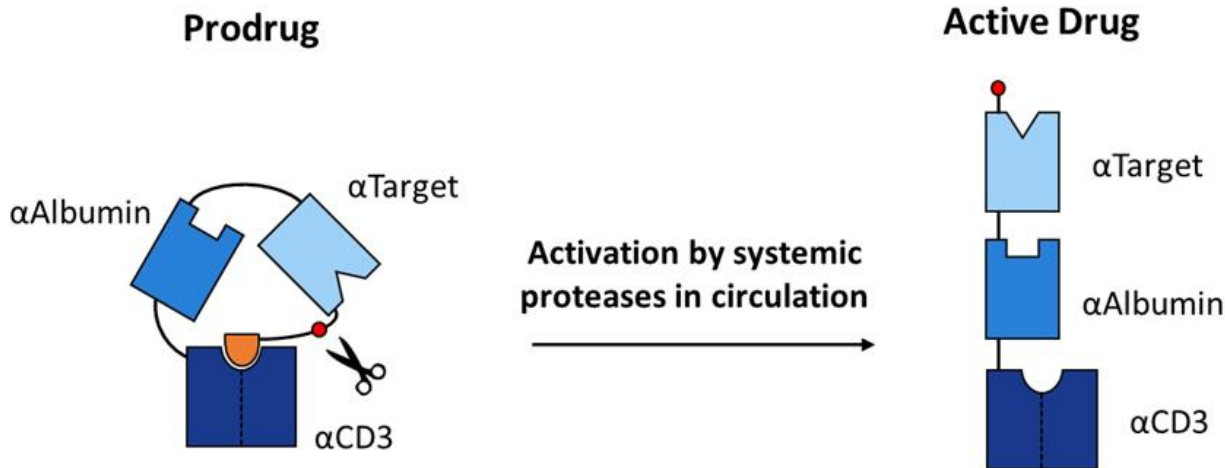 Prodrug
Active Drug
αAlbumin
αTarget
αCD3
Activation by systemic
proteases in circulation
αTarget
αAlbumin
αCD3